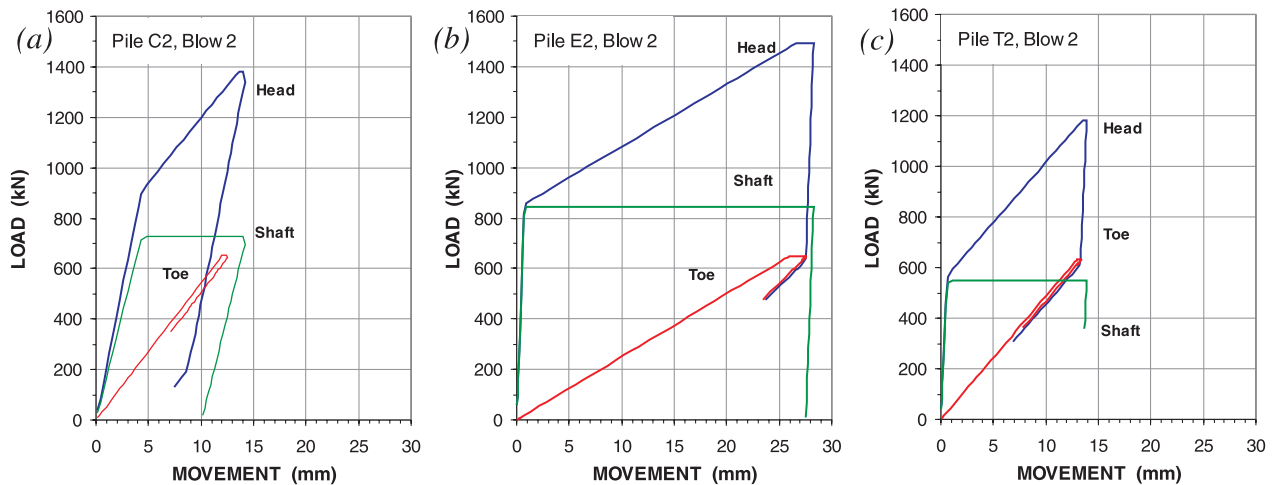 (a)
Pile C2, Blow 2
1600
1400
1200
1000
800
600
400
200
0
LOAD (kN)
Head
Shaft
Toe
0 5 10 15 20 25 30
MOVEMENT (mm)
(b)
Pile E2, Blow 2
1600
1400
1200
1000
800
600
400
200
0
LOAD (kN)
Head
Shaft
Toe
0 5 10 15 20 25 30
MOVEMENT (mm)
(c)
Pile T2, Blow 2
1600
1400
1200
1000
800
600
400
200
0
LOAD (kN)
Head
Toe
Shaft
0 5 10 15 20 25 30
MOVEMENT (mm)